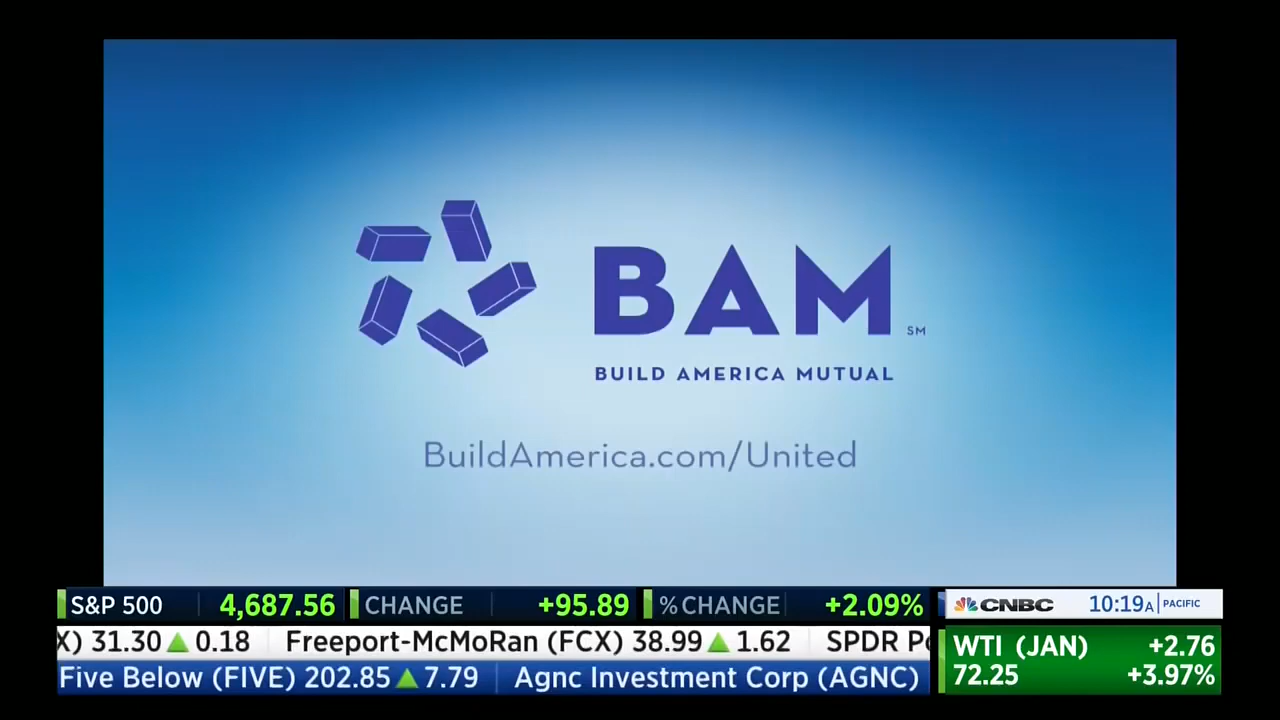 BAM SM
BUILD AMERICA MUTUAL
BuildAmerica.com/United
S&P 500 4,687.56 CHANGE +95.89 % CHANGE +2.09%
CNBC 10:19A PACIFIC
X) 31.30 ▲ 0.18 Freeport-McMoRan (FCX) 38.99 ▲ 1.62 SPDR
Five Below (FIVE) 202.85 ▲ 7.79 Agnc Investment Corp (AGNC)
WTI (JAN) +2.76
72.25 +3.97%